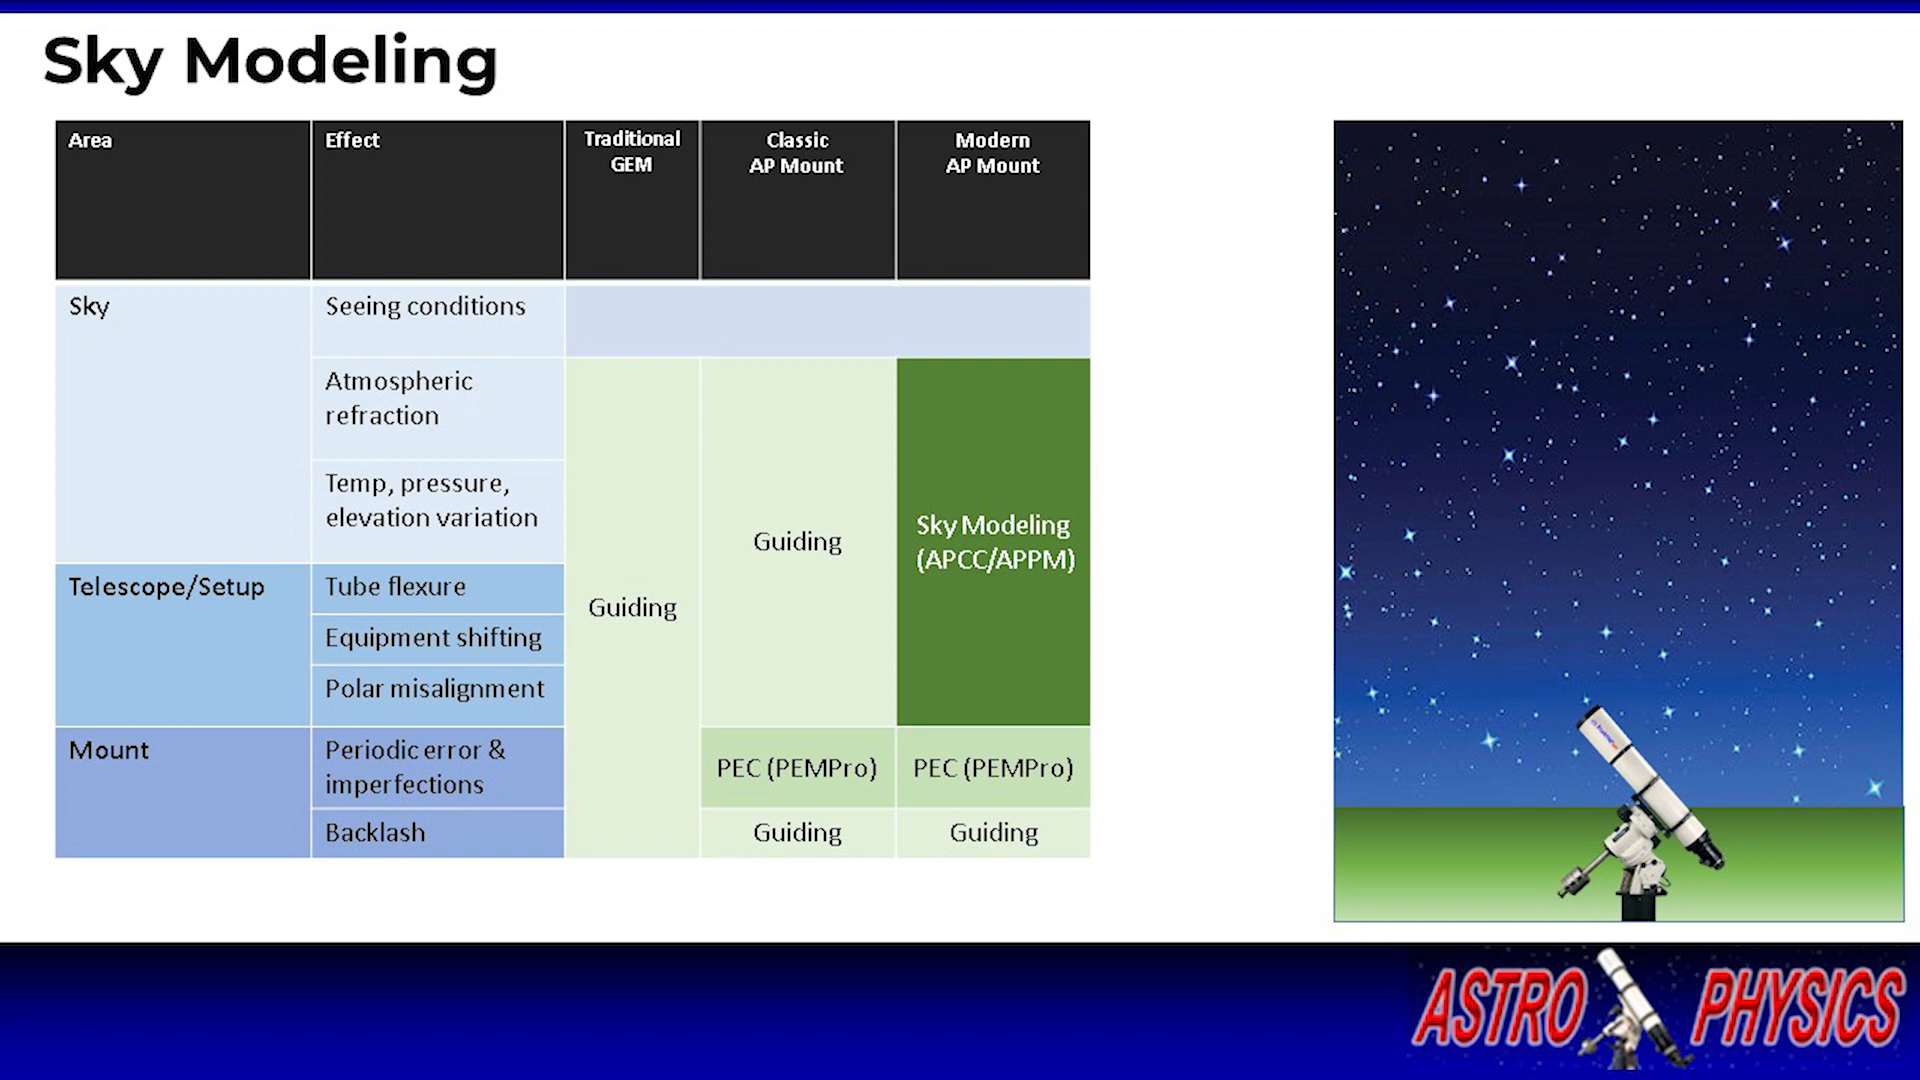 Sky Modeling
Area
Effect
Traditional
GEM
Classic
AP Mount
Modern
AP Mount
Sky
Seeing conditions
Atmospheric
refraction
Temp, pressure,
elevation variation
Telescope/Setup
Tube flexure
Equipment shifting
Polar misalignment
Mount
Periodic error &
imperfections
Backlash
Guiding
Guiding
Sky Modeling
(APCC/APPM)
PEC (PEMPro)
PEC (PEMPro)
Guiding
Guiding
ASTRO PHYSICS